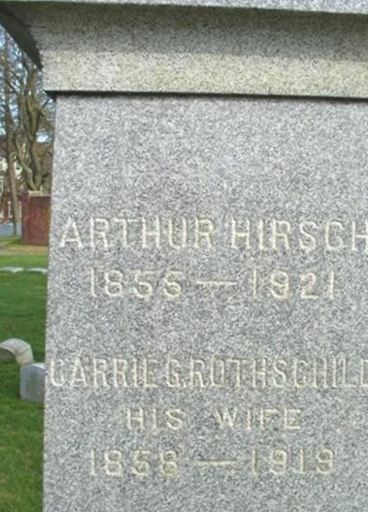 ARTHUR HIRSCH
1855 — 1921
CARRIE G. ROTHSCHILD
HIS WIFE
1858 — 1919